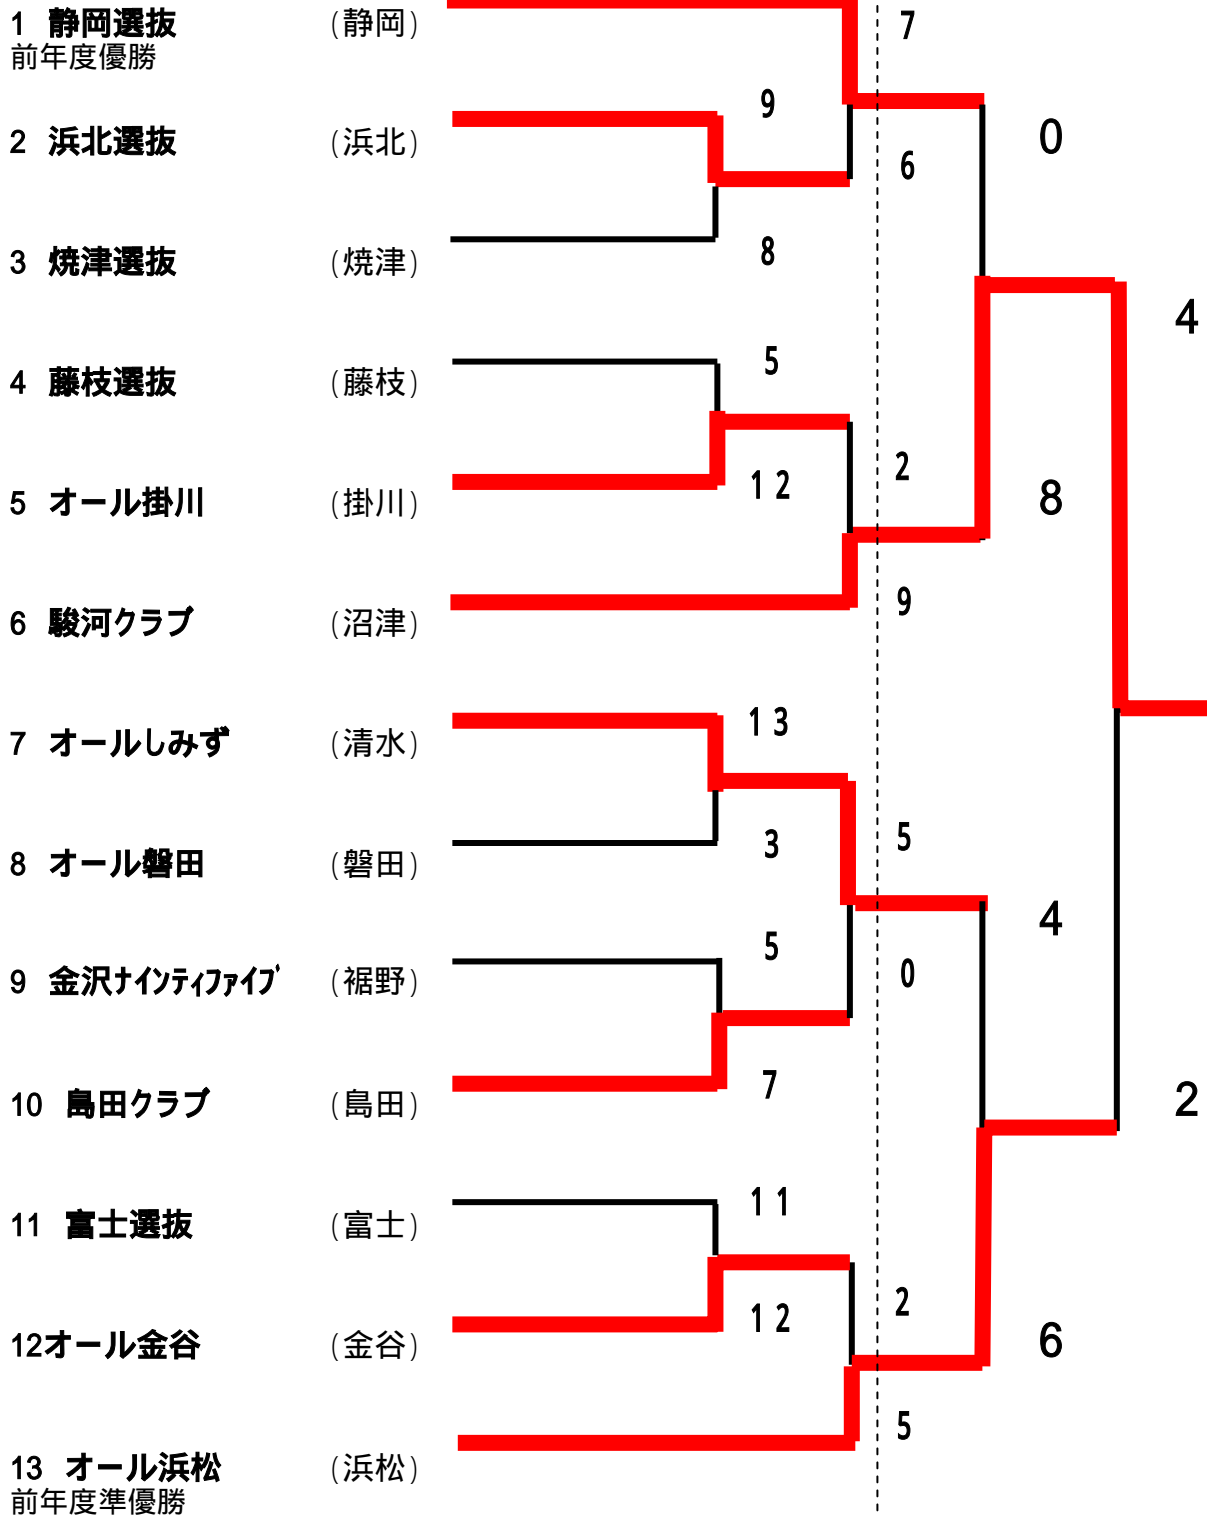 1 静岡選抜 (静岡) 7
前年度優勝
9
2 浜北選抜 (浜北) 0
6
3 焼津選抜 (焼津) 8
4
4 藤枝選抜 (藤枝) 5
2
5 オール掛川 (掛川) 12 8
6 駿河クラブ (沼津) 9
7 オールしみず (清水) 13
8 オール磐田 (磐田) 3 5
4
5
9 金沢ナインティファイブ (裾野) 0
10 島田クラブ (島田) 7 2
11 富士選抜 (富士) 11
2
12オール金谷 (金谷) 12 6
5
13 オール浜松 (浜松)
前年度準優勝